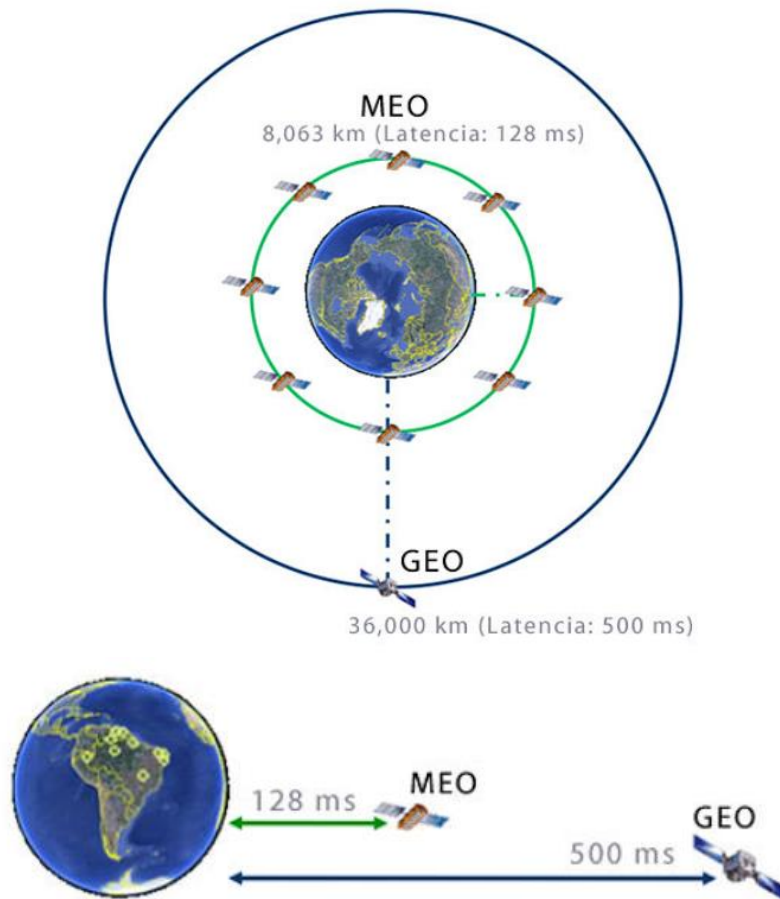 MEO
8,063 km (Latencia: 128 ms)
GEO
36,000 km (Latencia: 500 ms)
MEO
128 ms
GEO
500 ms